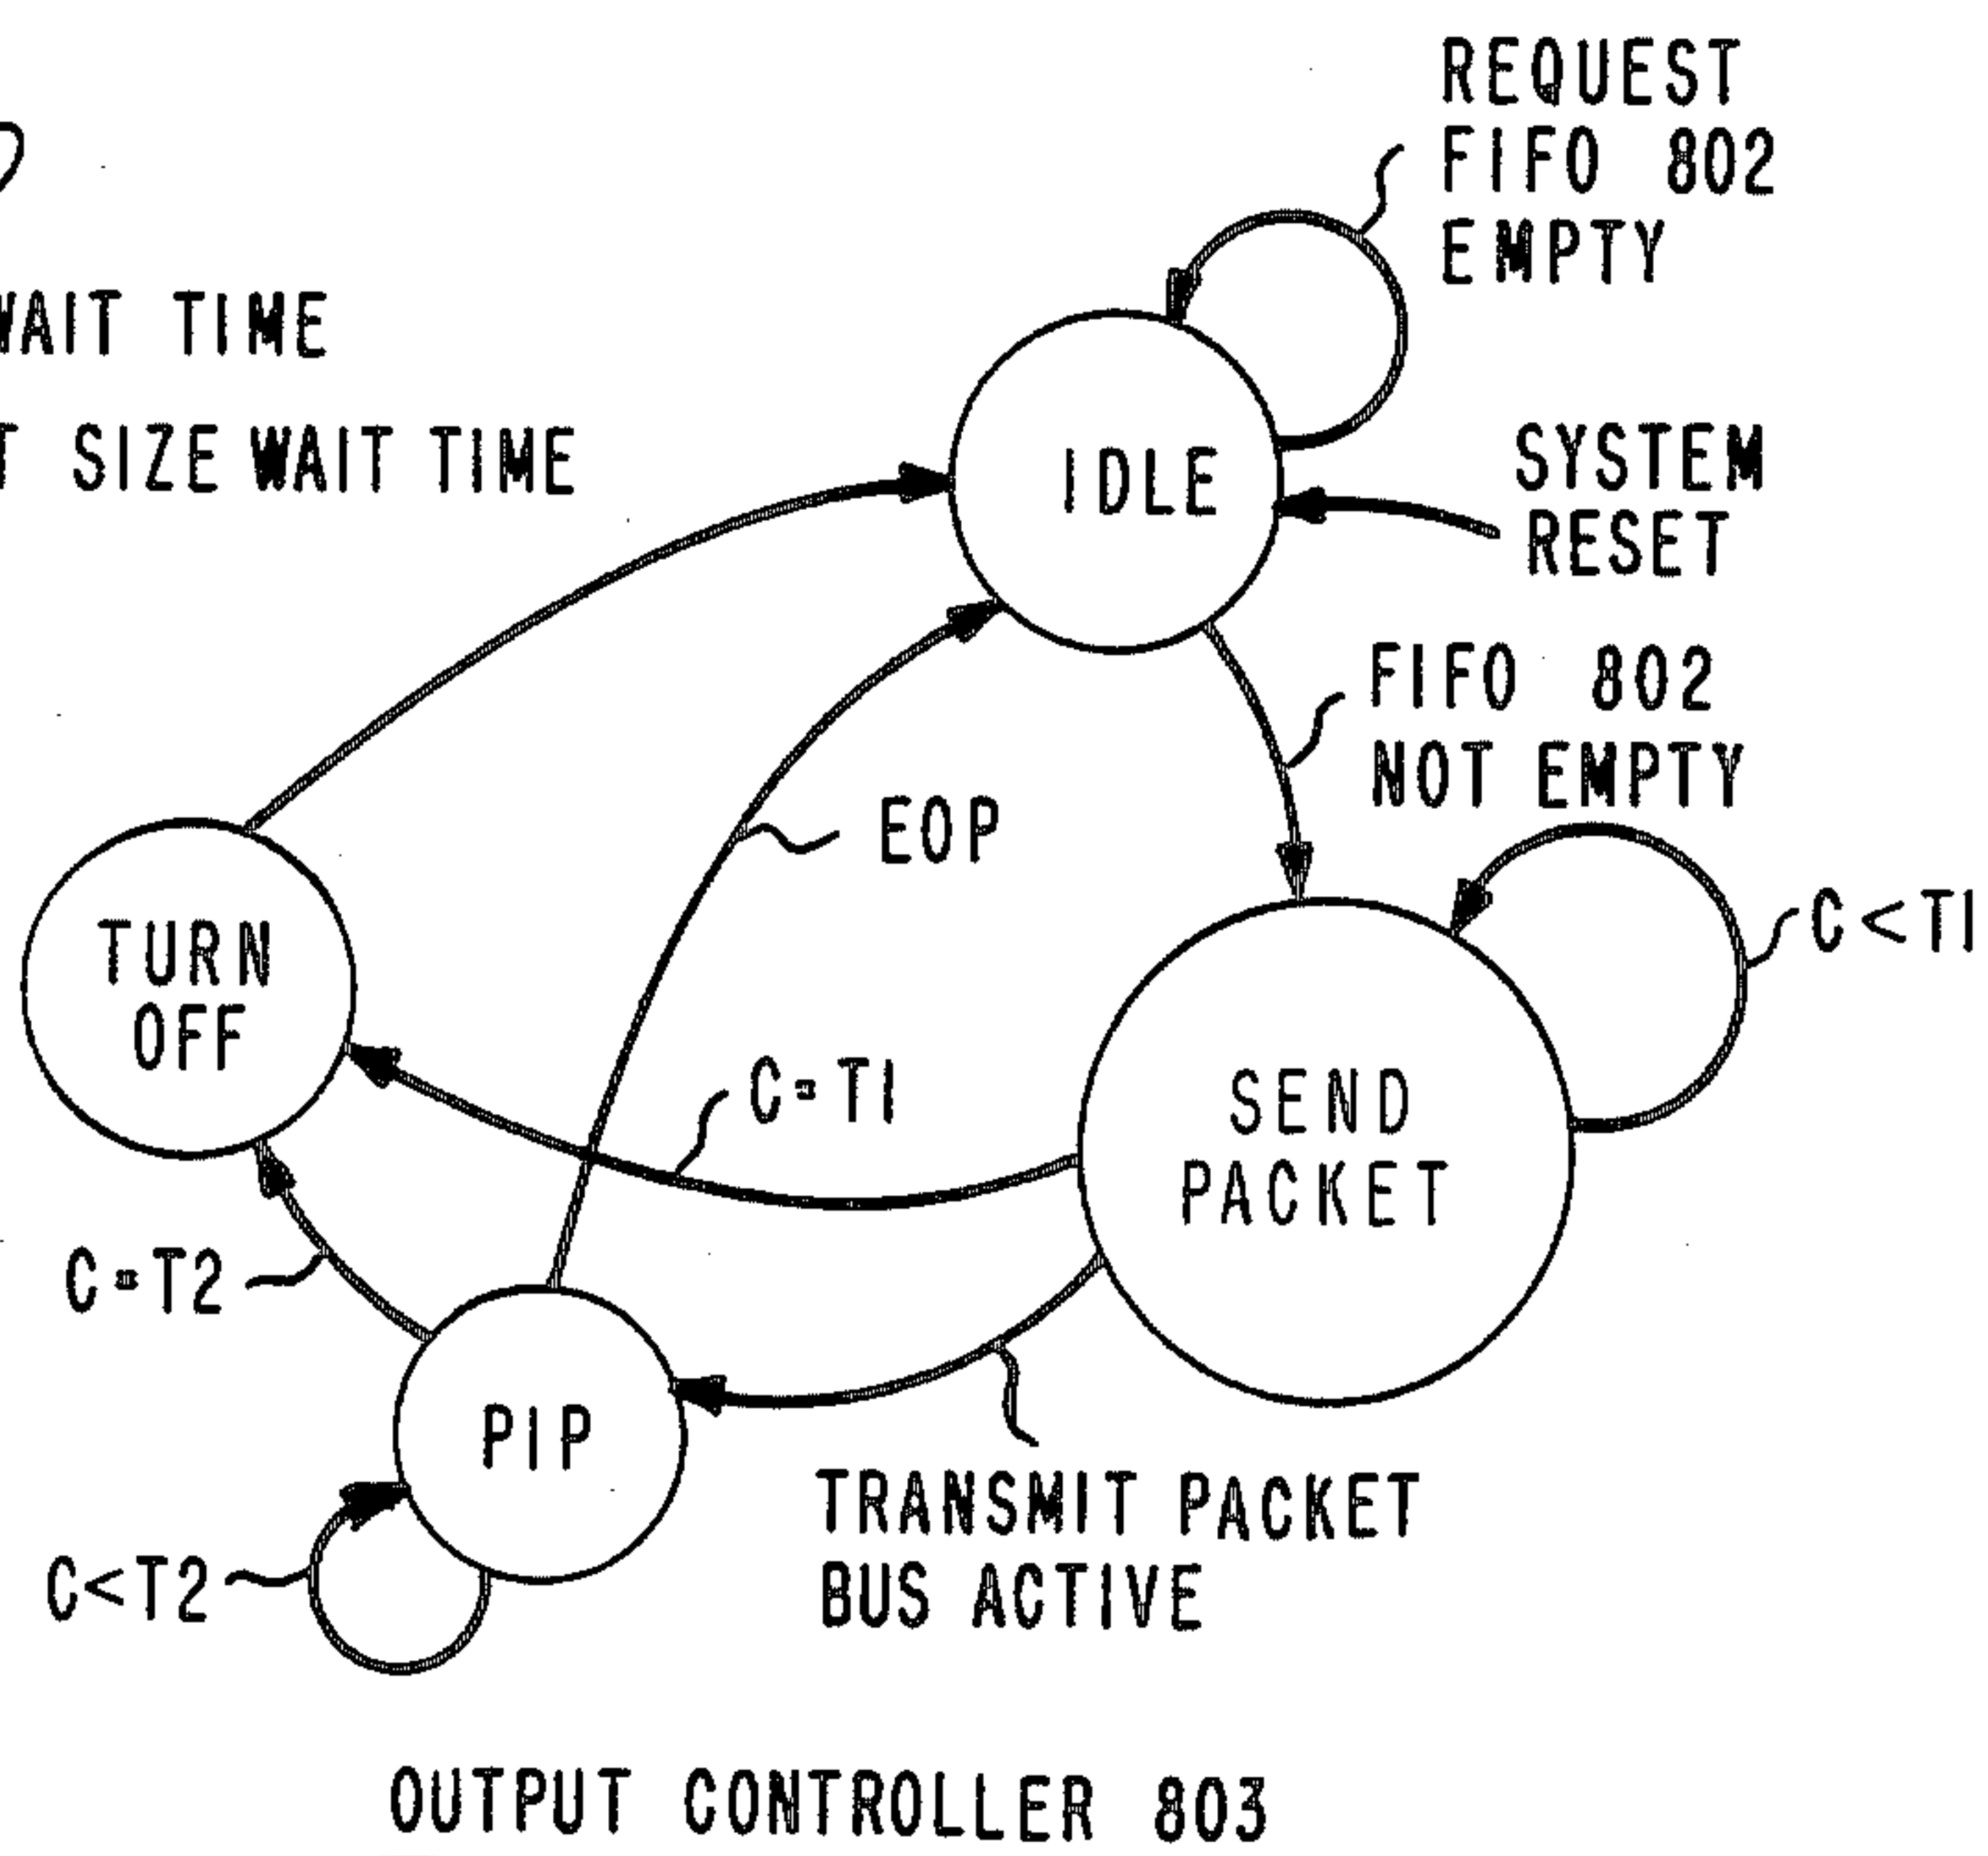 REQUEST
FIFO 802
EMPTY
WAIT TIME
SIZE WAIT TIME
IDLE
SYSTEM
RESET
FIFO 802
NOT EMPTY
EOP
C<T1
TURN
OFF
C=T1
SEND
PACKET
C=T2
PIP
TRANSMIT PACKET
BUS ACTIVE
C<T2
OUTPUT CONTROLLER 803